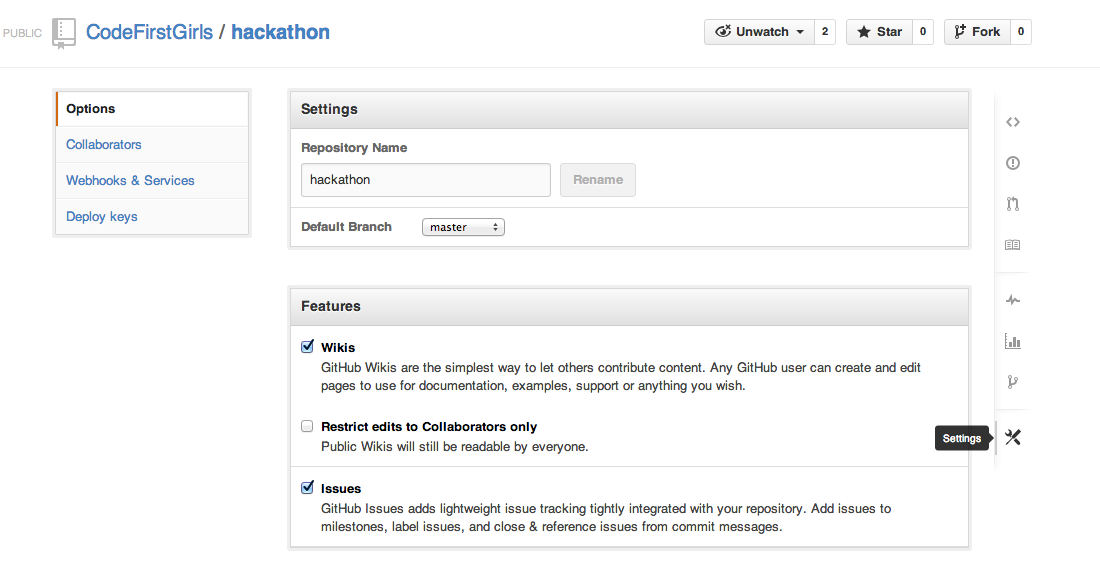 PUBLIC CodeFirstGirls / hackathon
Unwatch 2 Star 0 Fork 0
Options
Collaborators
Webhooks & Services
Deploy keys
Settings
Repository Name
hackathon Rename
Default Branch master
Features
Wikis
GitHub Wikis are the simplest way to let others contribute content. Any GitHub user can create and edit
pages to use for documentation, examples, support or anything you wish.
Restrict edits to Collaborators only
Public Wikis will still be readable by everyone.
Issues
GitHub Issues adds lightweight issue tracking tightly integrated with your repository. Add issues to
milestones, label issues, and close & reference issues from commit messages.
Settings